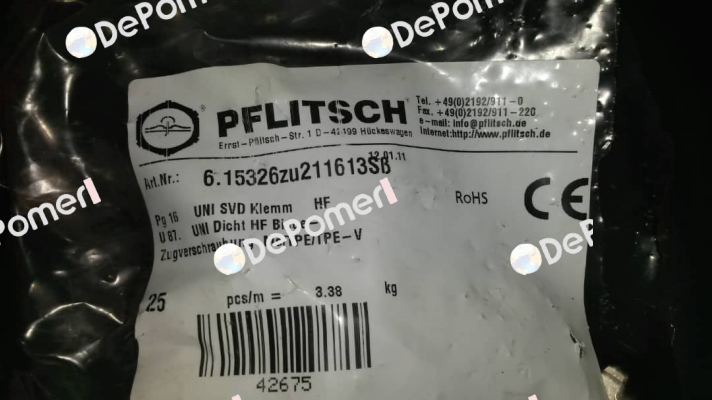 DePomerl
DePomerl
PFLITSCH®
Ernst-Pflitsch-Str. 1 D-42499 Hückeswagen
Tel. +49(0)2192/911-0
Fax. +49(0)2192/911-220
e-mail: info@pflitsch.de
Internet:http://www.pflitsch.de
12.01.11
Art.Nr.: 6.15326zu211613SB
Pg 16 UNI SVD Klemm HF
U 87. UNI Dicht HF
/TPE/TPE-V
RoHS CE
DePomerl
DePomerl
DePomerl
25 pcs/m = 3.38 kg
42675